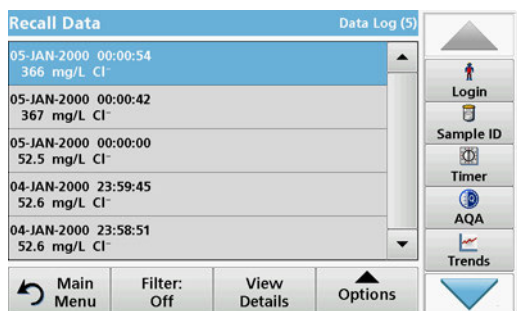 Recall Data
Data Log (5)
05-JAN-2000 00:00:54
366 mg/L Cl⁻
05-JAN-2000 00:00:42
367 mg/L Cl⁻
05-JAN-2000 00:00:00
52.5 mg/L Cl⁻
04-JAN-2000 23:59:45
52.6 mg/L Cl⁻
04-JAN-2000 23:58:51
52.6 mg/L Cl⁻
Main
Menu
Filter:
Off
View
Details
Options
Login
Sample ID
Timer
AQA
Trends